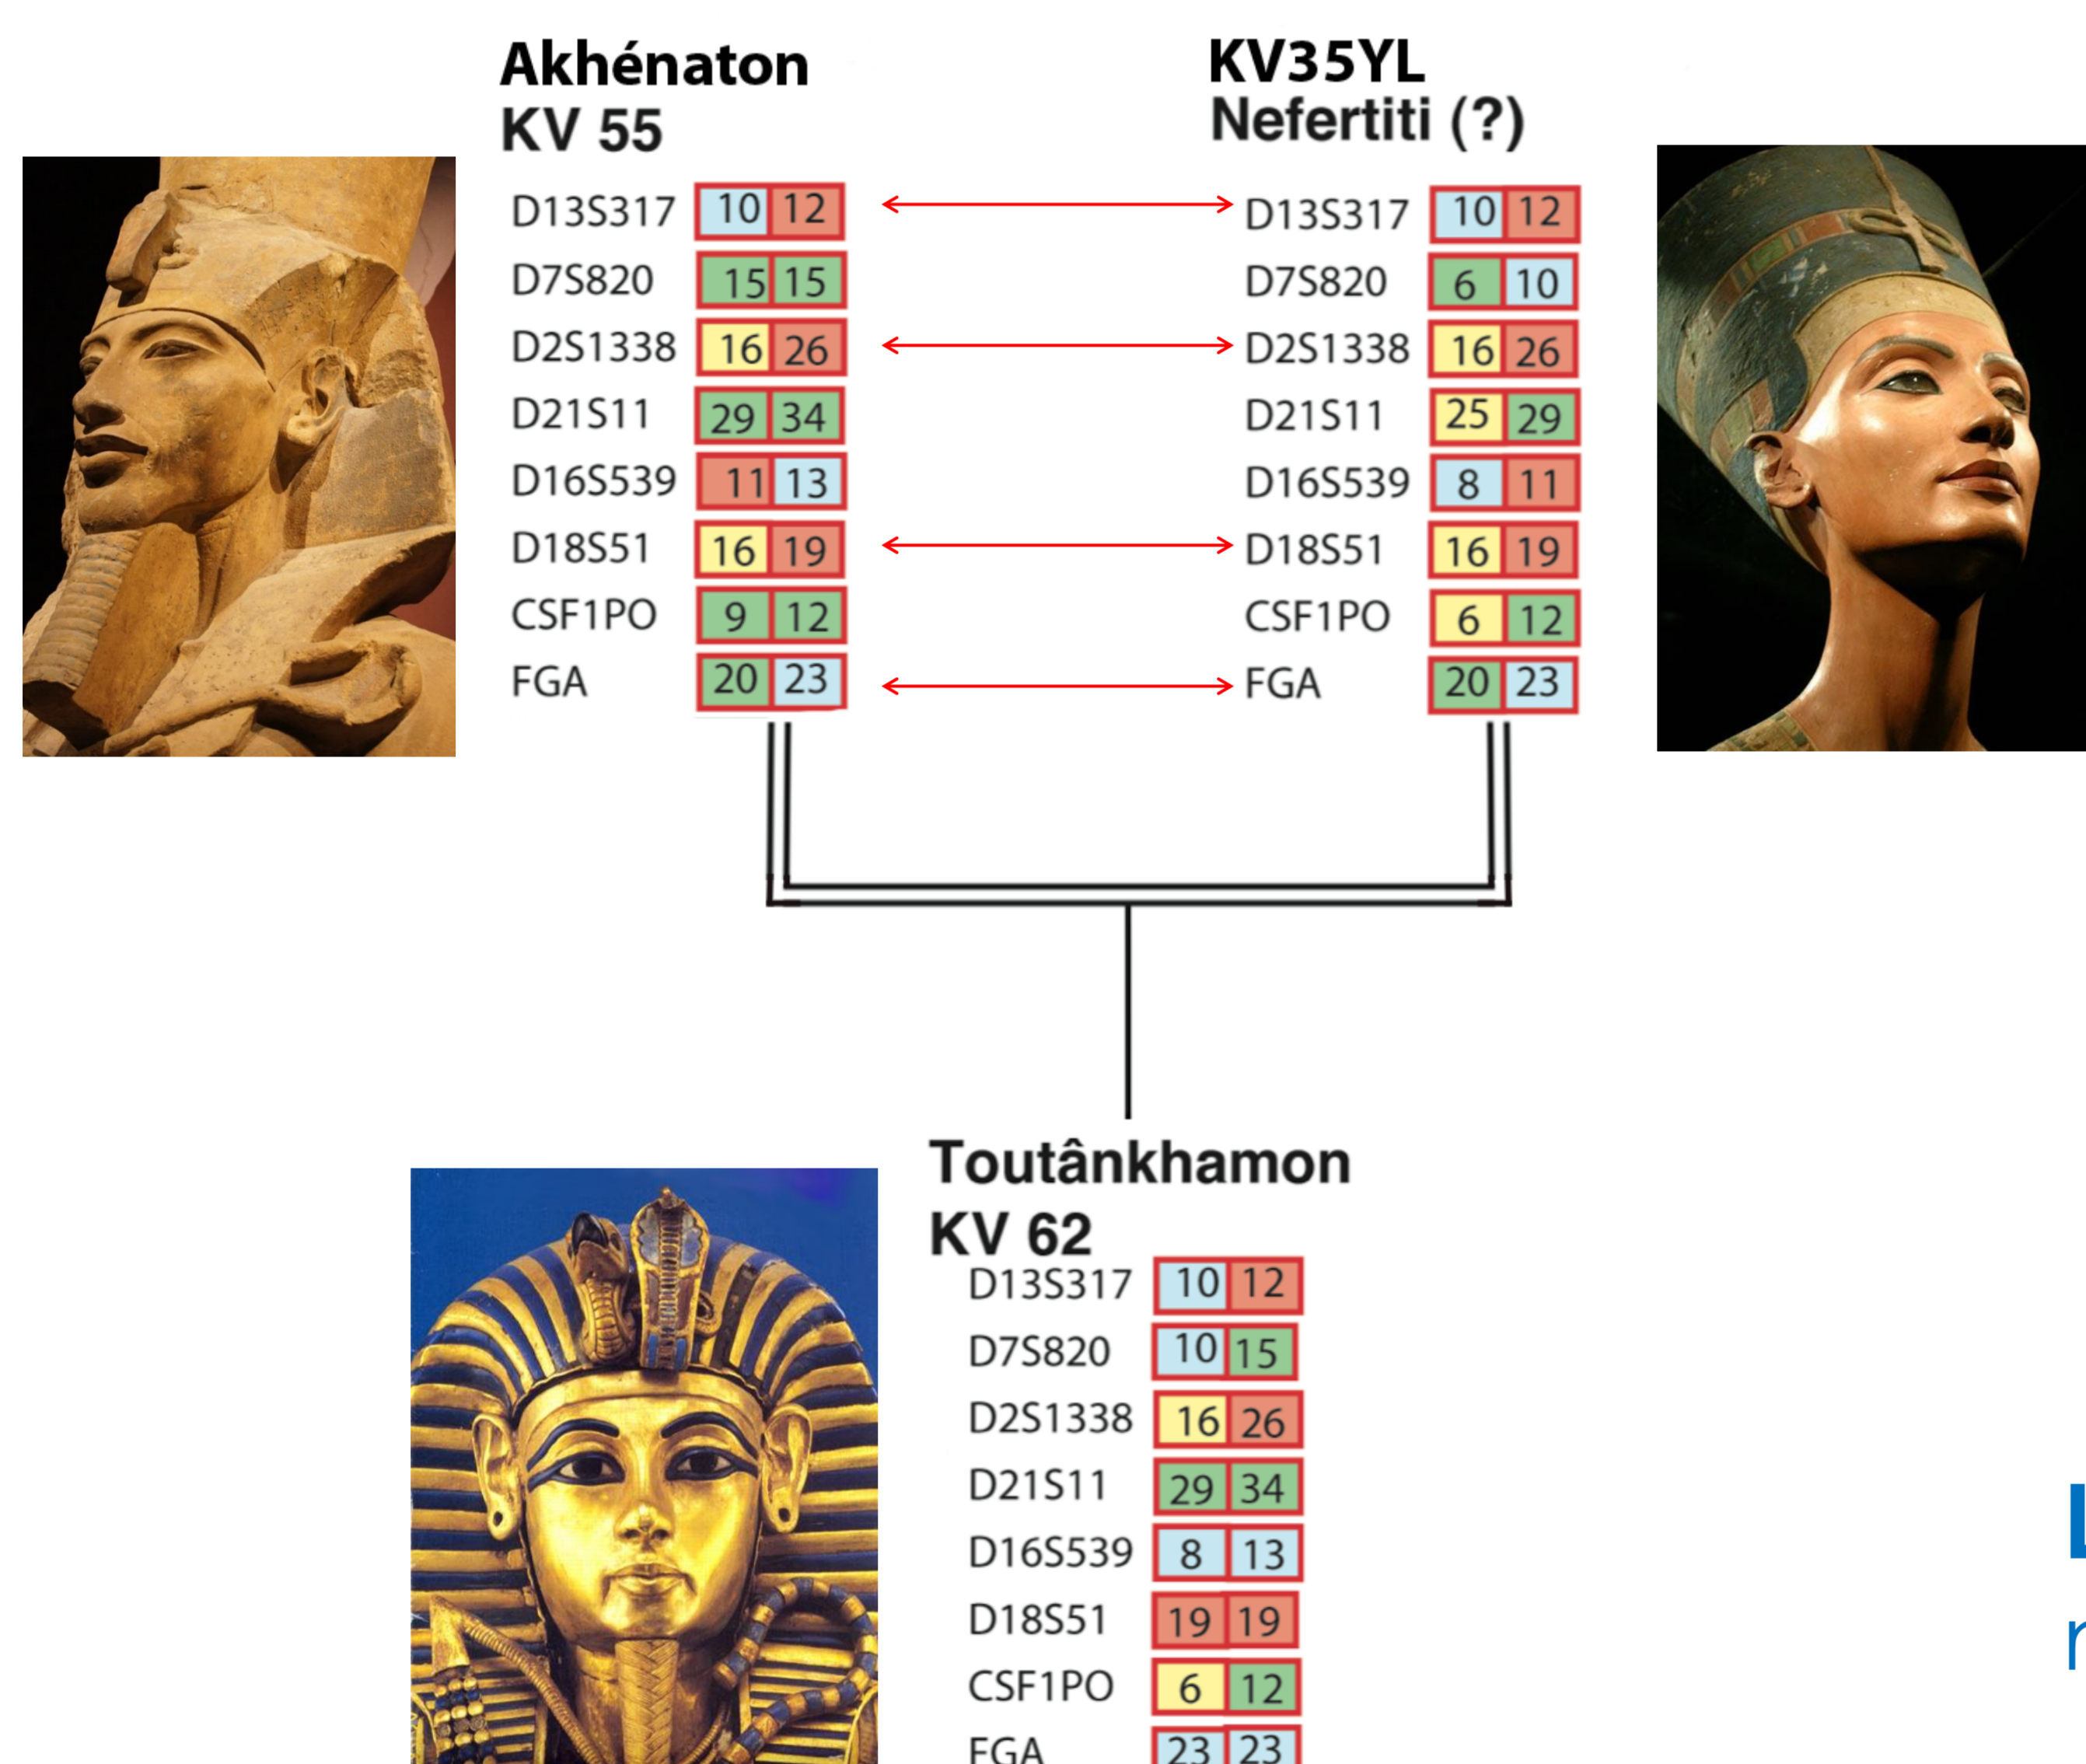 Akhénaton
KV 55
D13S317 10 12
D7S820 15 15
D2S1338 16 26
D21S11 29 34
D16S539 11 13
D18S51 16 19
CSF1PO 9 12
FGA 20 23
KV35YL
Nefertiti (?)
D13S317 10 12
D7S820 6 10
D2S1338 16 26
D21S11 25 29
D16S539 8 11
D18S51 16 19
CSF1PO 6 12
FGA 20 23
Toutânkhamon
KV 62
D13S317 10 12
D7S820 10 15
D2S1338 16 26
D21S11 29 34
D16S539 8 13
D18S51 19 19
CSF1PO 6 12
FGA 23 23